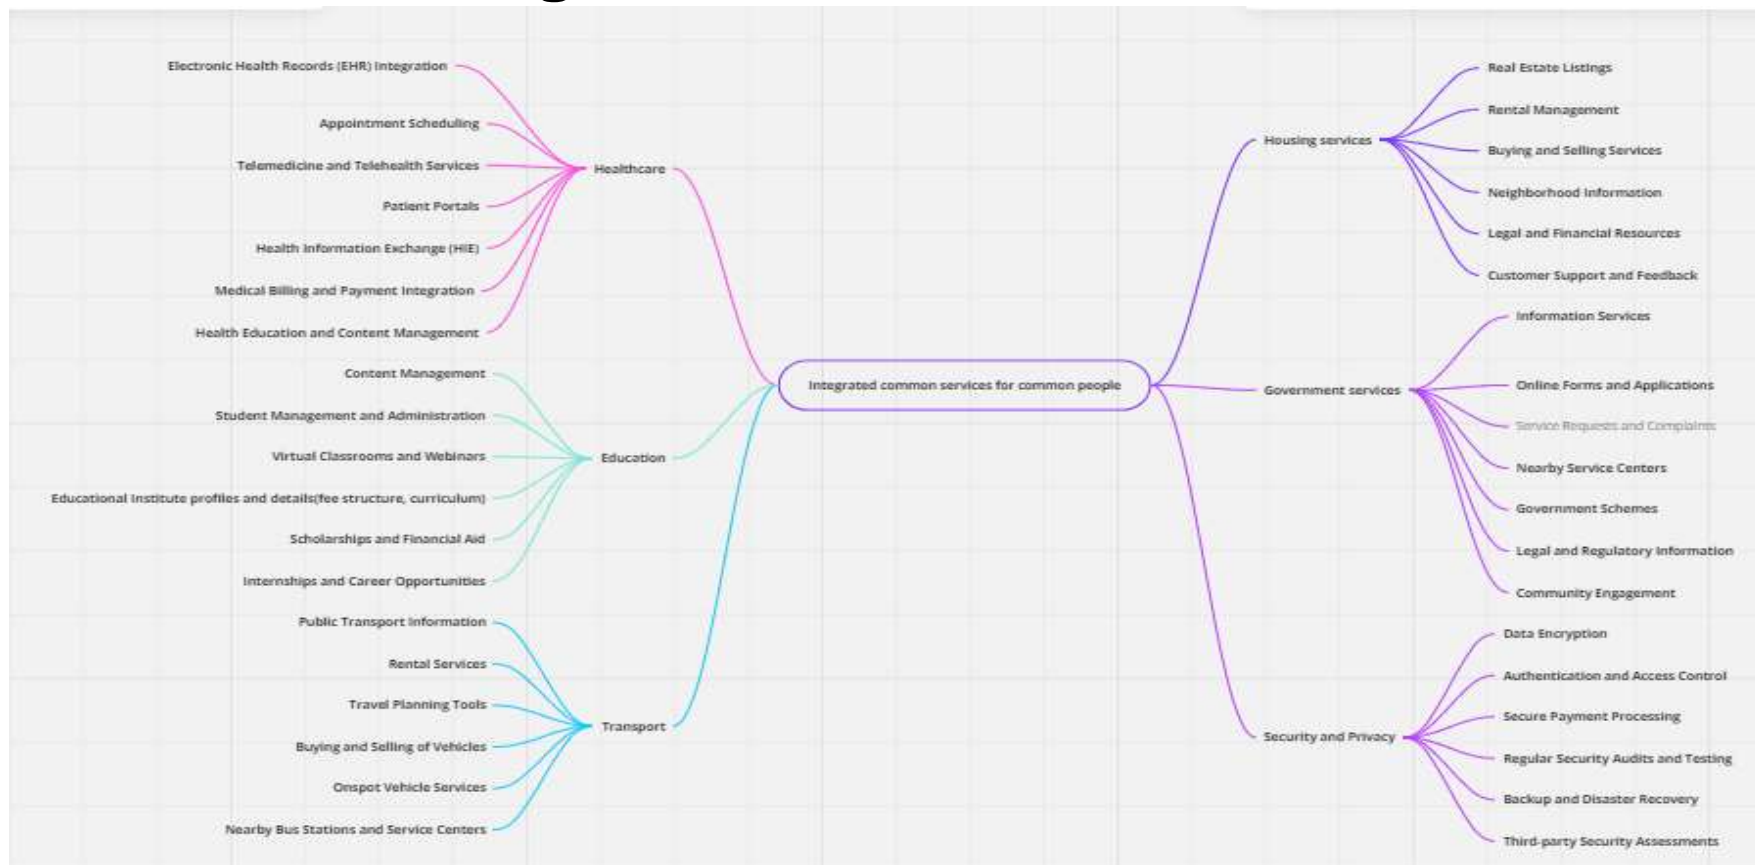 Electronic Health Records (EHR) Integration
Appointment Scheduling
Telemedicine and Telehealth Services
Patient Portals
Health Information Exchange (HIE)
Medical Billing and Payment Integration
Health Education and Content Management
Healthcare
Content Management
Student Management and Administration
Virtual Classrooms and Webinars
Educational Institute profiles and details(fee structure, curriculum)
Scholarships and Financial Aid
Internships and Career Opportunities
Education
Public Transport Information
Rental Services
Travel Planning Tools
Buying and Selling of Vehicles
Onspot Vehicle Services
Nearby Bus Stations and Service Centers
Transport
Integrated common services for common people
Housing services
Real Estate Listings
Rental Management
Buying and Selling Services
Neighborhood Information
Legal and Financial Resources
Customer Support and Feedback
Government services
Information Services
Online Forms and Applications
Service Requests and Complaints
Nearby Service Centers
Government Schemes
Legal and Regulatory Information
Community Engagement
Security and Privacy
Data Encryption
Authentication and Access Control
Secure Payment Processing
Regular Security Audits and Testing
Backup and Disaster Recovery
Third-party Security Assessments